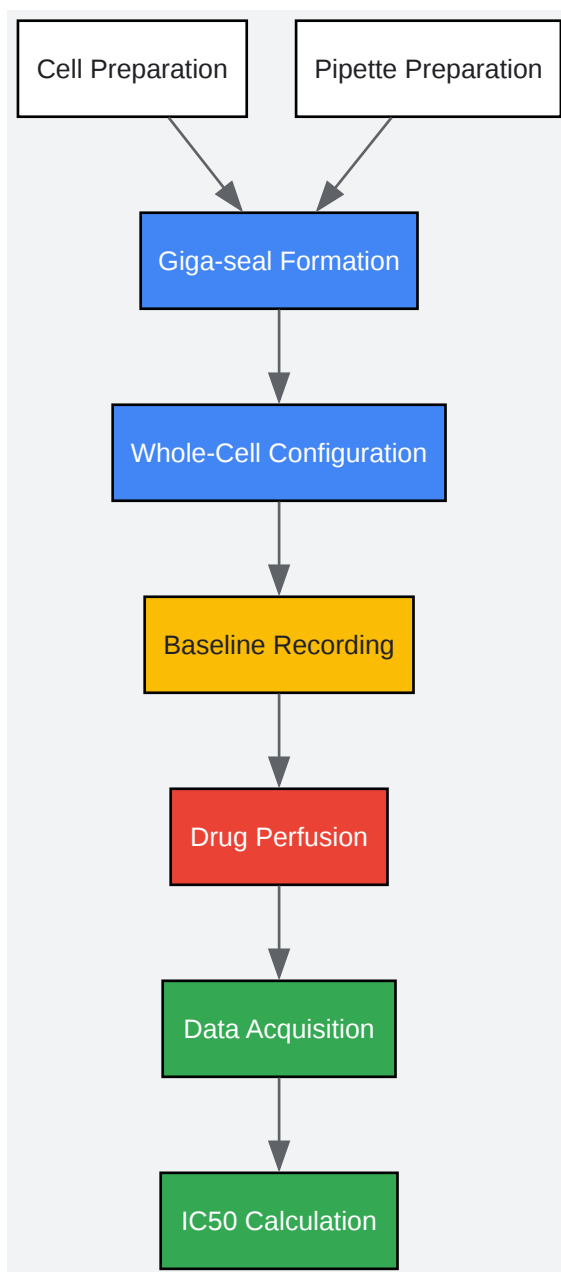 Cell Preparation
Pipette Preparation
Giga-seal Formation
Whole-Cell Configuration
Baseline Recording
Drug Perfusion
Data Acquisition
IC50 Calculation